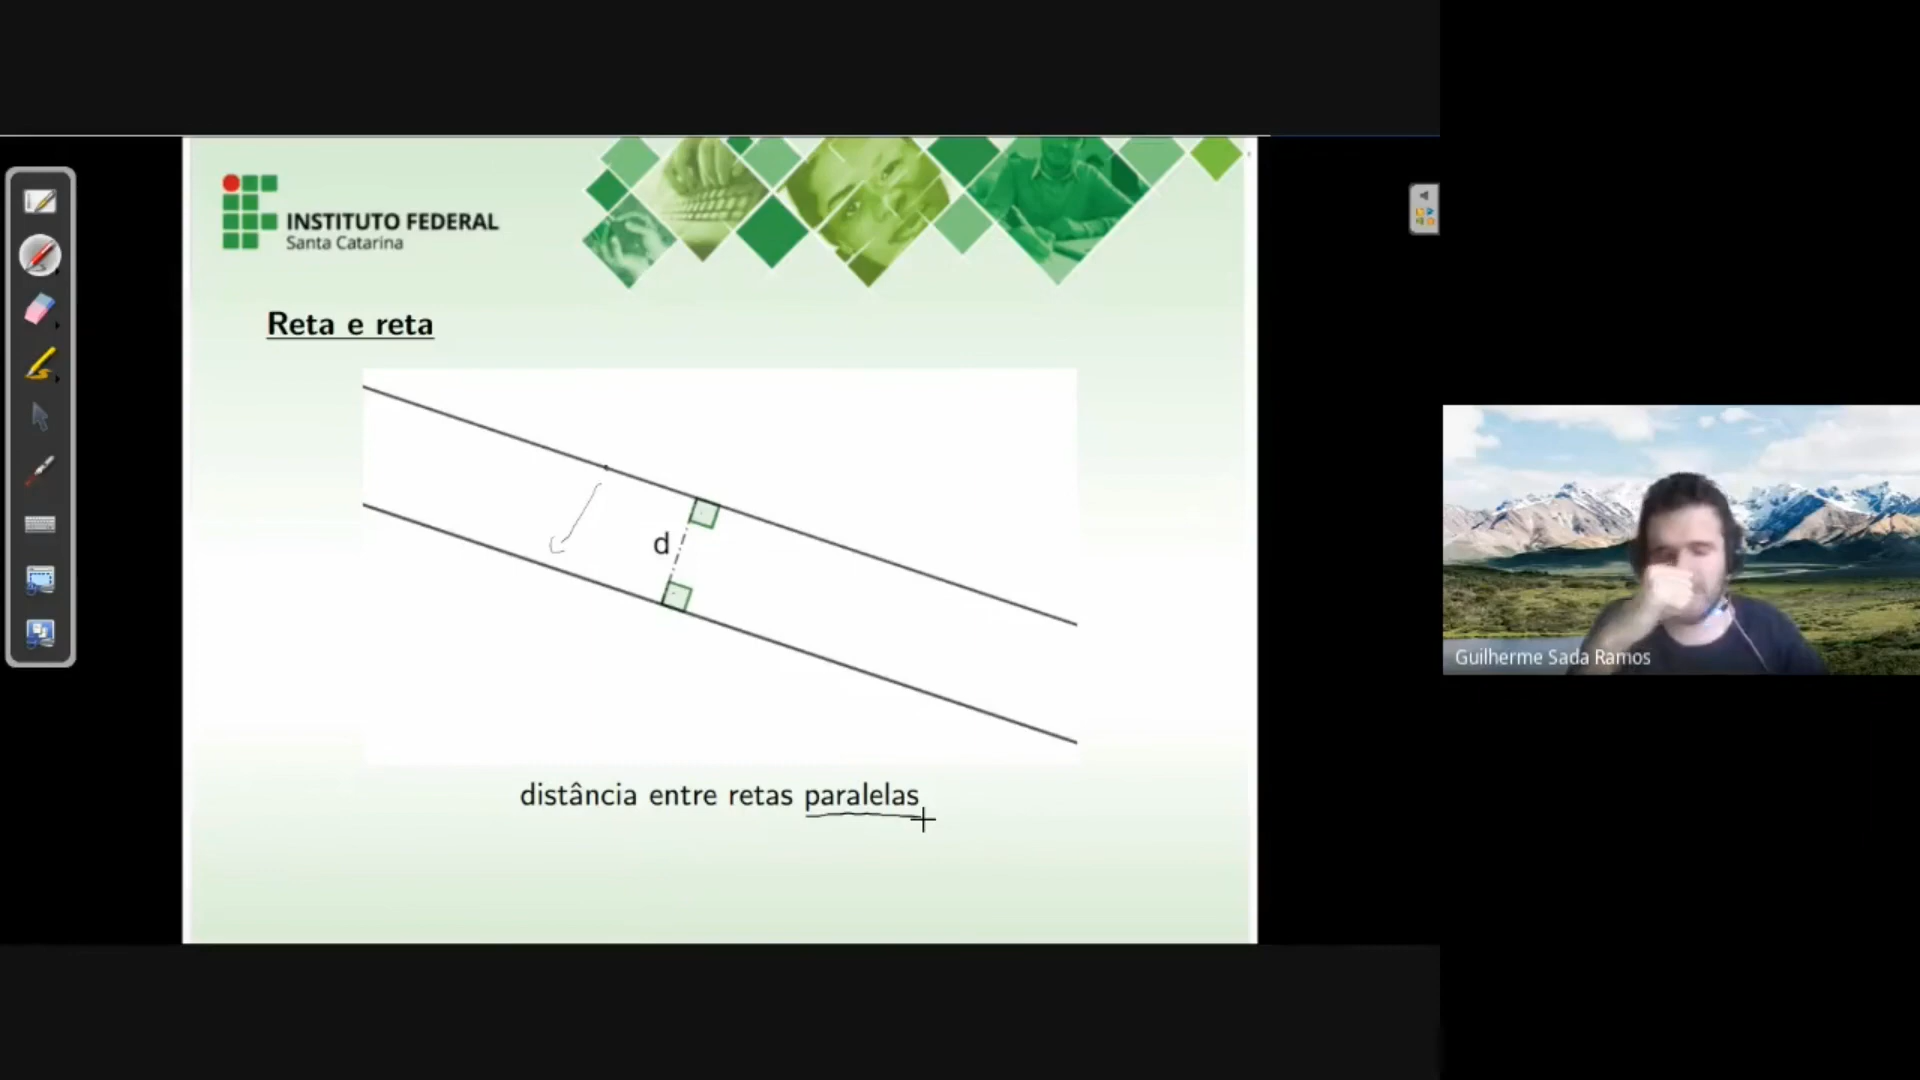 INSTITUTO FEDERAL
Santa Catarina
Reta e reta
d
distância entre retas paralelas
Guilherme Sada Ramos